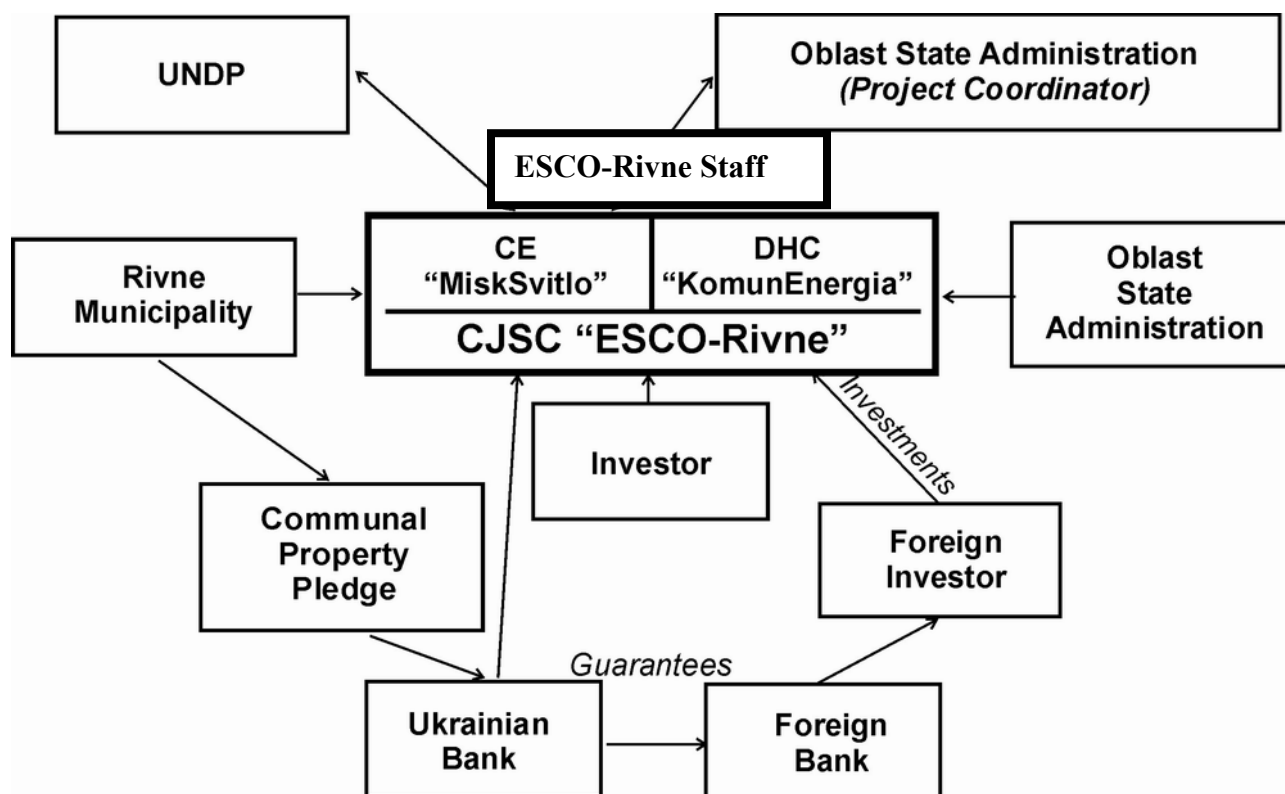 UNDP
Oblast State Administration
(Project Coordinator)
ESCO-Rivne Staff
Rivne
Municipality
CE
“MiskSvitlo”
DHC
“KomunEnergia”
CJSC “ESCO-Rivne”
Oblast
State
Administration
Investor
Investments
Communal
Property
Pledge
Foreign
Investor
Guarantees
Ukrainian
Bank
Foreign
Bank